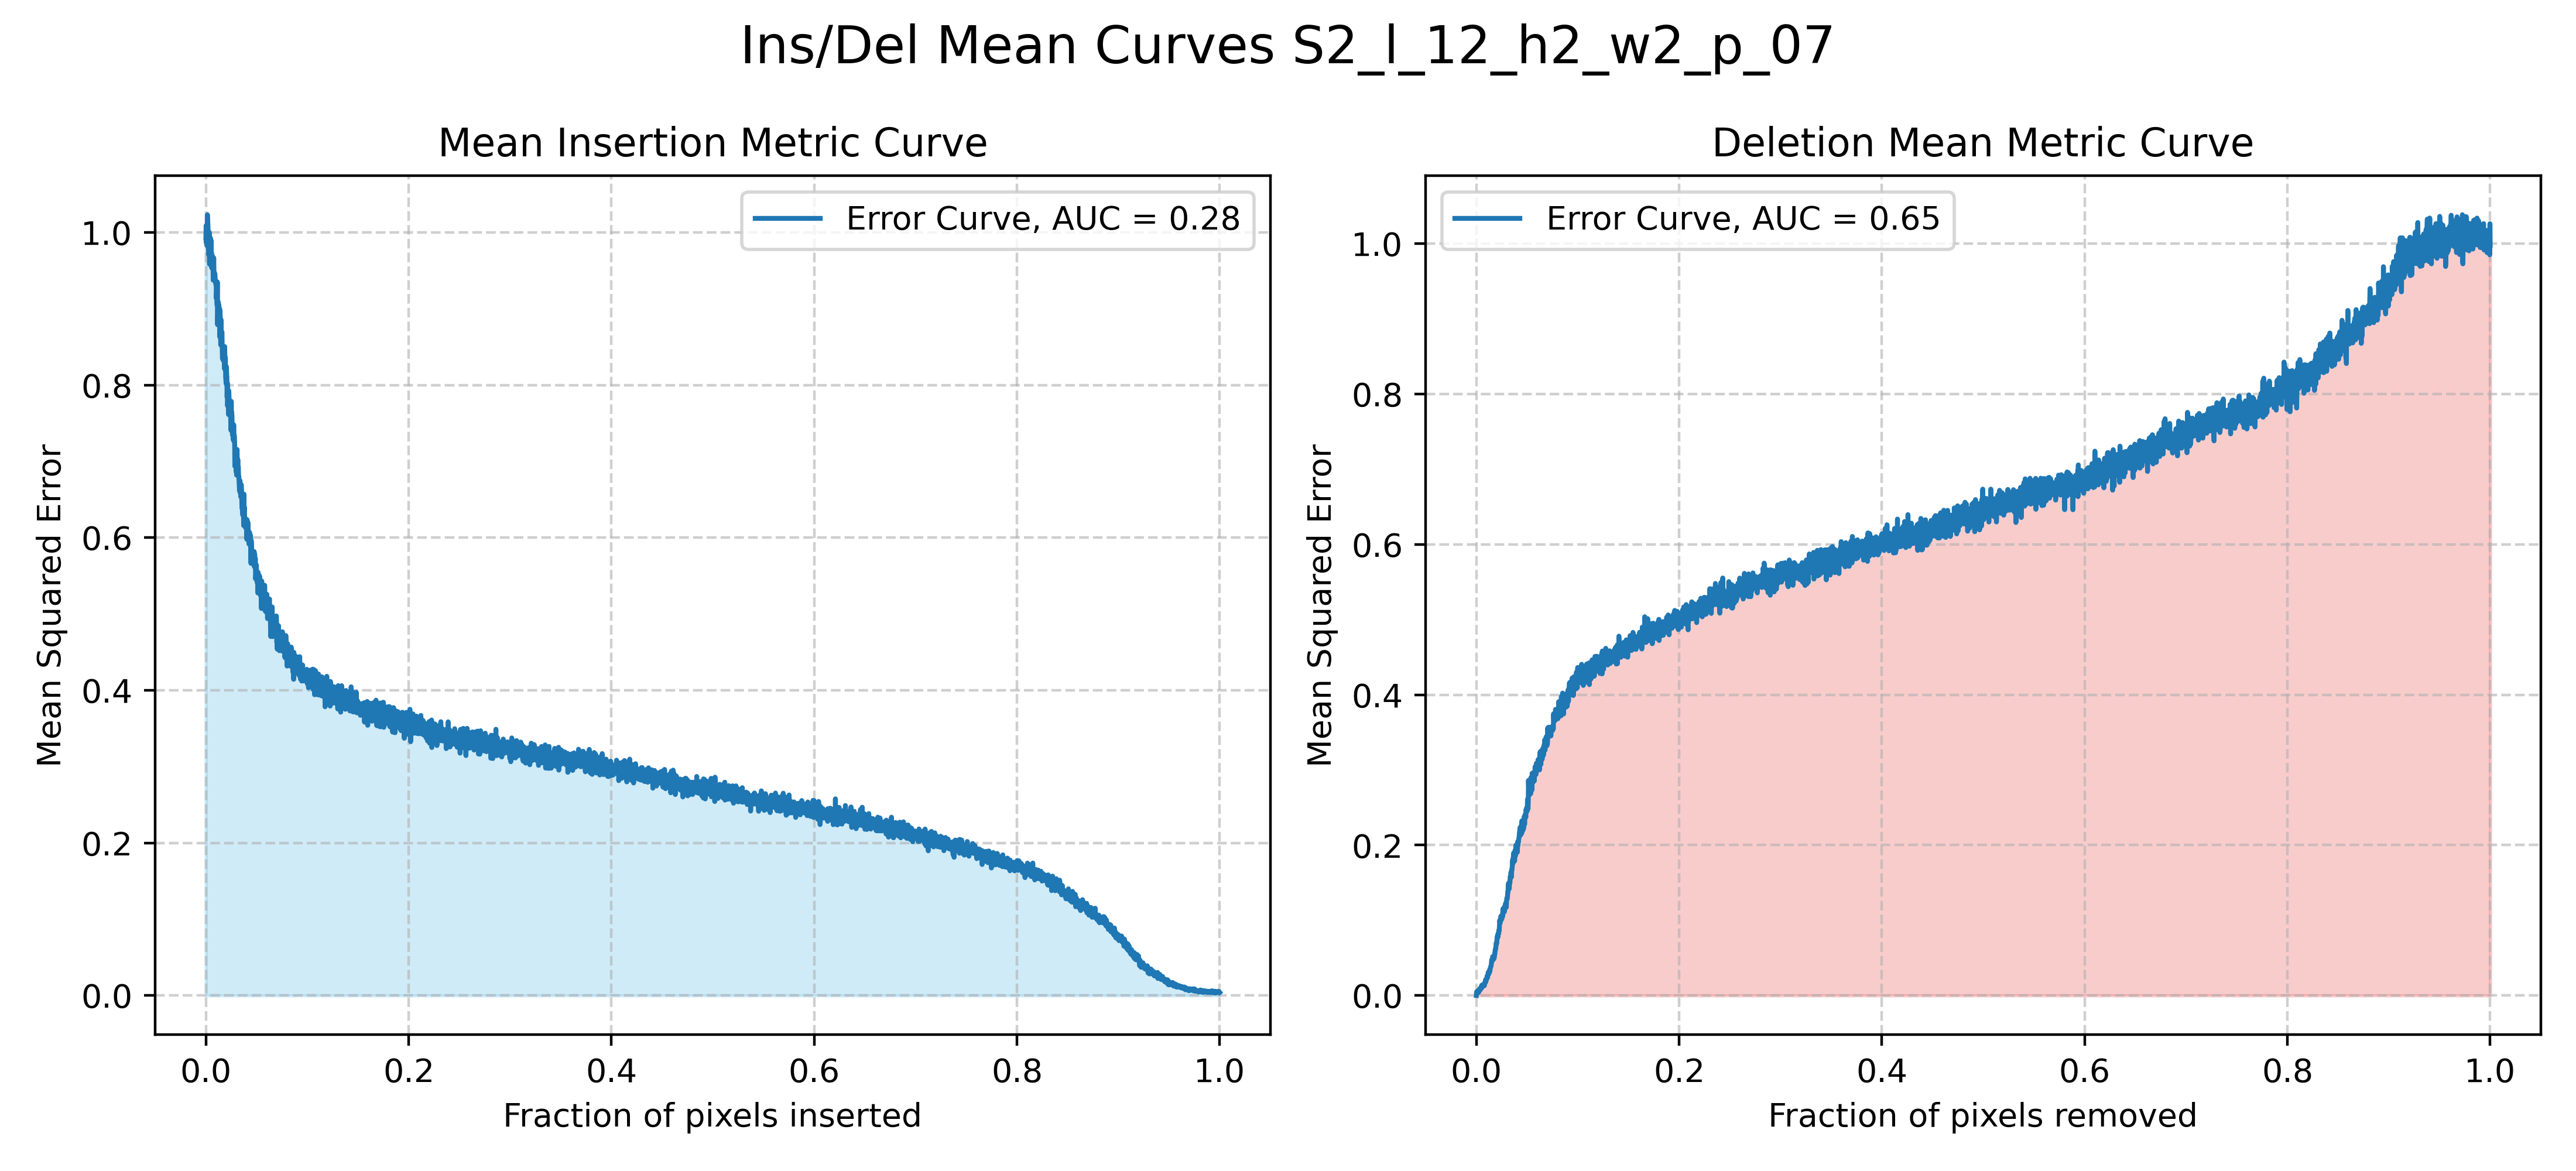 Ins/Del Mean Curves S2_l_12_h2_w2_p_07
Mean Insertion Metric Curve
Error Curve, AUC = 0.28
Mean Squared Error
1.0
0.8
0.6
0.4
0.2
0.0
0.0 0.2 0.4 0.6 0.8 1.0
Fraction of pixels inserted
Deletion Mean Metric Curve
Error Curve, AUC = 0.65
Mean Squared Error
1.0
0.8
0.6
0.4
0.2
0.0
0.0 0.2 0.4 0.6 0.8 1.0
Fraction of pixels removed